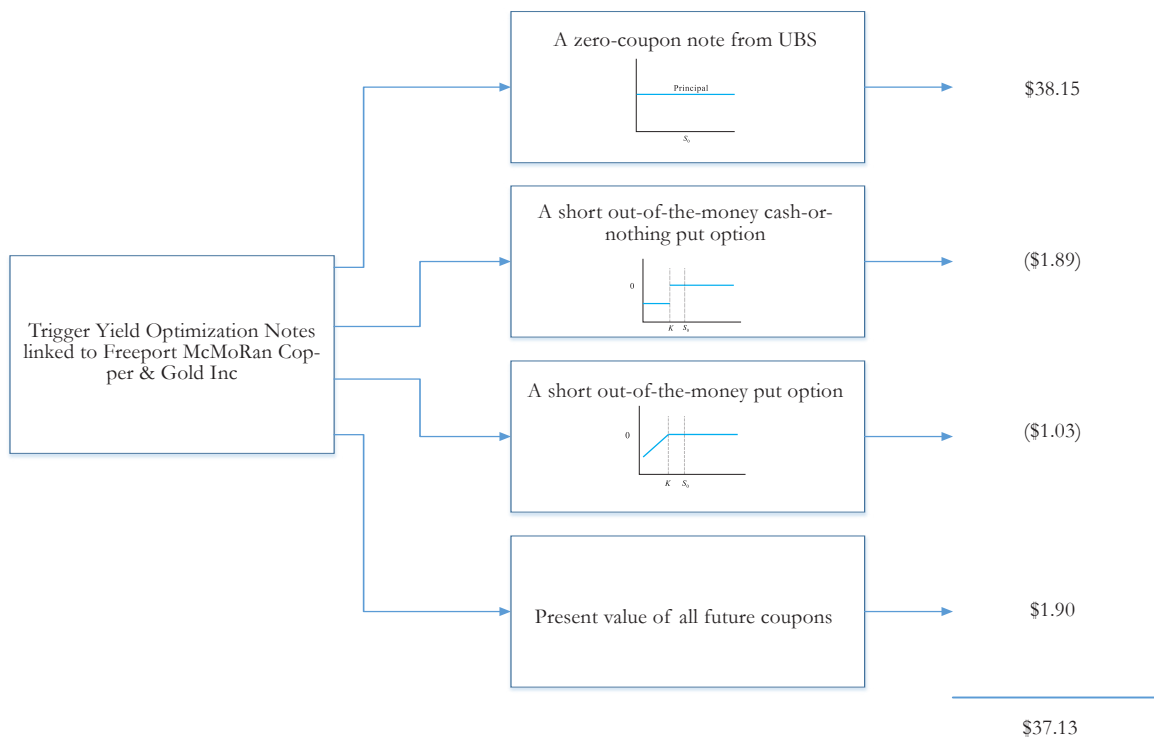 Trigger Yield Optimization Notes
linked to Freeport McMoRan Cop-
per & Gold Inc
A zero-coupon note from UBS
Principal
S₀
$38.15
A short out-of-the-money cash-or-
nothing put option
0
K S₀
($1.89)
A short out-of-the-money put option
0
K S₀
($1.03)
Present value of all future coupons
$1.90
$37.13